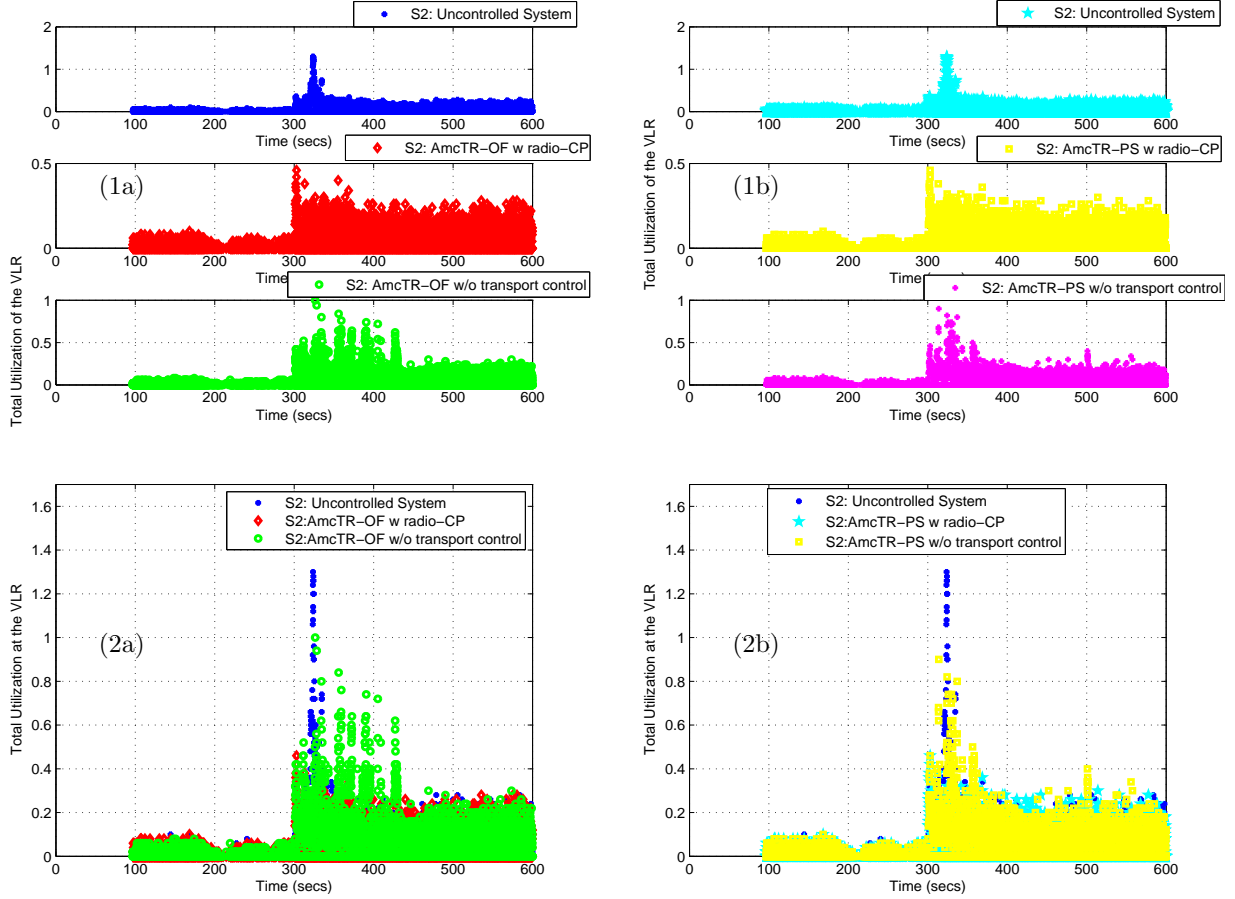 S2: Uncontrolled System
2
1
0
0 100 200 300 400 500 600
Time (secs)
S2: AmcTR−OF w radio−CP
0.5
(1a)
0
0 100 200 300 400 500 600
Time
S2: AmcTR−OF w/o transport control
1
0.5
0
0 100 200 300 400 500 600
Time (secs)
Total Utilization of the VLR
S2: Uncontrolled System
2
1
0
0 100 200 300 400 500 600
Time (secs)
S2: AmcTR−PS w radio−CP
0.5
(1b)
0
0 100 200 300 400 500 600
Time
S2: AmcTR−PS w/o transport control
1
0.5
0
0 100 200 300 400 500 600
Time (secs)
Total Utilization of the VLR
S2: Uncontrolled System
S2:AmcTR−OF w radio−CP
S2:AmcTR−OF w/o transport control
1.6
1.4
1.2
1
(2a)
0.8
0.6
0.4
0.2
0
0 100 200 300 400 500 600
Time (secs)
Total Utilization at the VLR
S2: Uncontrolled System
S2:AmcTR−PS w radio−CP
S2:AmcTR−PS w/o transport control
1.6
1.4
1.2
1
(2b)
0.8
0.6
0.4
0.2
0
0 100 200 300 400 500 600
Time (secs)
Total Utilization at the VLR